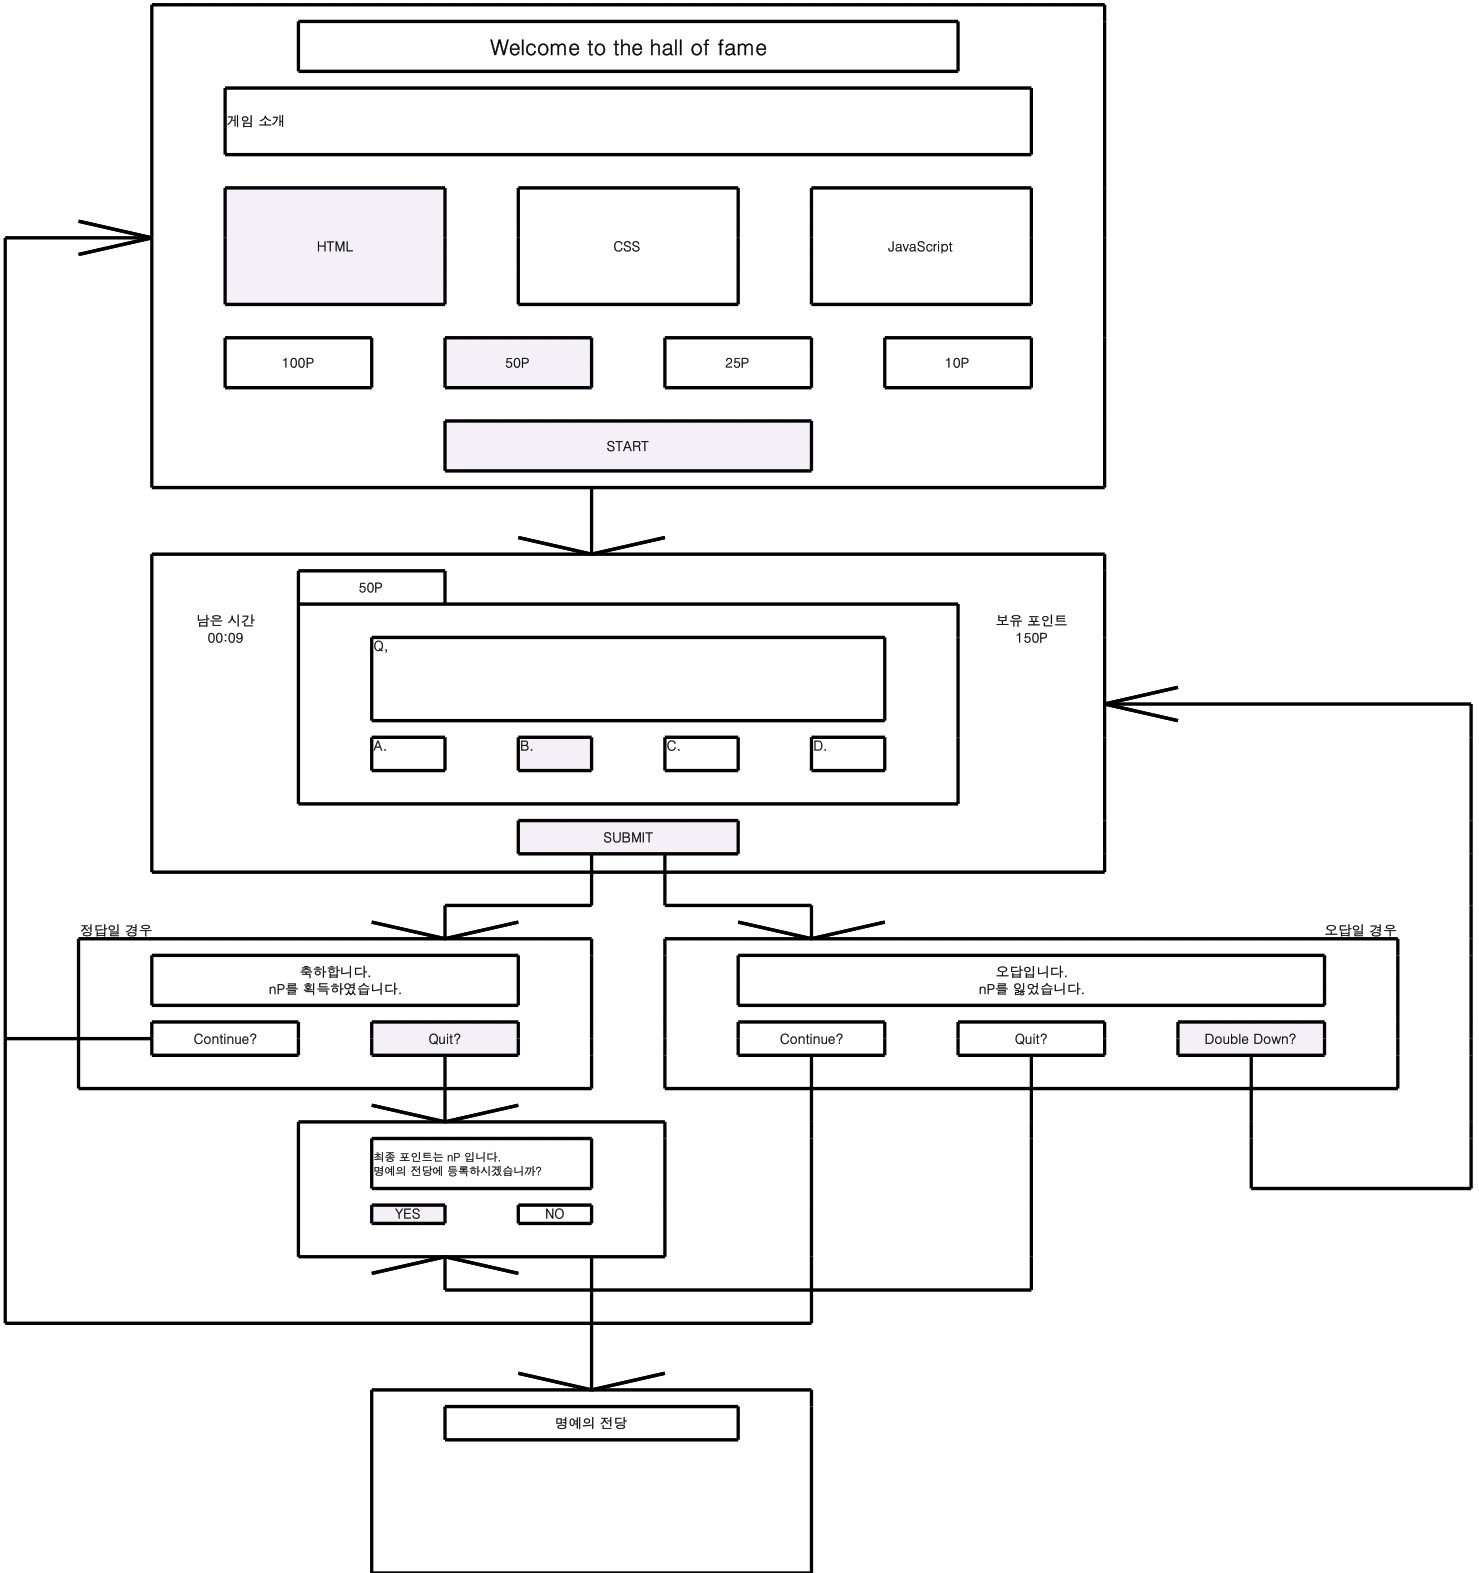 Welcome to the hall of fame
게임 소개
HTML
CSS
JavaScript
100P
50P
25P
10P
START
50P
남은 시간
00:09
보유 포인트
150P
Q,
A.
B.
C.
D.
SUBMIT
정답일 경우
축하합니다.
nP를 획득하였습니다.
Continue?
Quit?
오답일 경우
오답입니다.
nP를 잃었습니다.
Continue?
Quit?
Double Down?
최종 포인트는 nP 입니다.
명예의 전당에 등록하시겠습니까?
YES
NO
명예의 전당